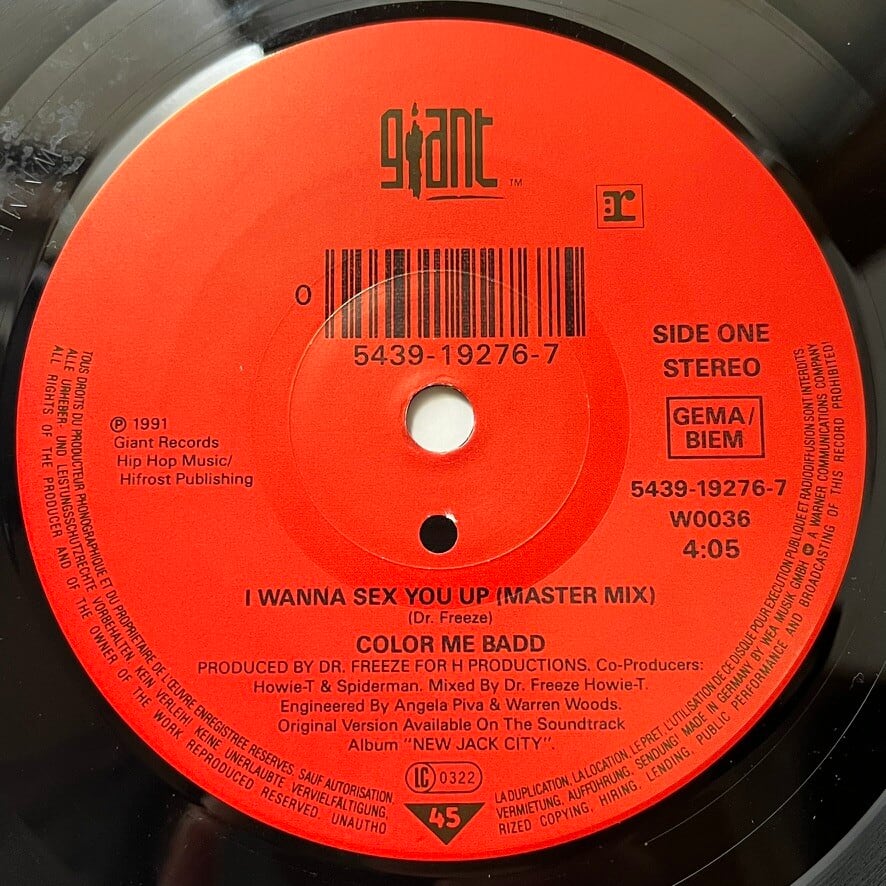 giant ™
r
0
5439-19276-7
SIDE ONE
STEREO
GEMA/
BIEM
5439-19276-7
W0036
4:05
℗ 1991
Giant Records
Hip Hop Music/
Hifrost Publishing
I WANNA SEX YOU UP (MASTER MIX)
(Dr. Freeze)
COLOR ME BADD
PRODUCED BY DR. FREEZE FOR H PRODUCTIONS. Co-Producers:
Howie-T & Spiderman. Mixed By Dr. Freeze Howie-T.
Engineered By Angela Piva & Warren Woods.
Original Version Available On The Soundtrack
Album "NEW JACK CITY".
LC 0322
45
TOUS DROITS DU PRODUCTEUR PHONOGRAPHIQUE ET DU PROPRIETAIRE DE L'ŒUVRE ENREGISTREE RESERVES. SAUF AUTORISATION, LA DUPLICATION, LA LOCATION, LE PRET, L'UTILISATION DE CE DISQUE POUR EXECUTION PUBLIQUE ET RADIODIFFUSION SONT INTERDITS
ALLE URHEBER- UND LEISTUNGSSCHUTZRECHTE VORBEHALTEN. KEIN VERLEIH! KEINE UNERLAUBTE VERVIELFÄLTIGUNG, VERMIETUNG, AUFFÜHRUNG, SENDUNG! MADE IN GERMANY BY WEA MUSIK GMBH A WARNER COMMUNICATIONS COMPANY
ALL RIGHTS OF THE PRODUCER AND OF THE OWNER OF THE WORK REPRODUCED RESERVED. UNAUTHORIZED COPYING, HIRING, LENDING, PUBLIC PERFORMANCE AND BROADCASTING OF THIS RECORD PROHIBITED!